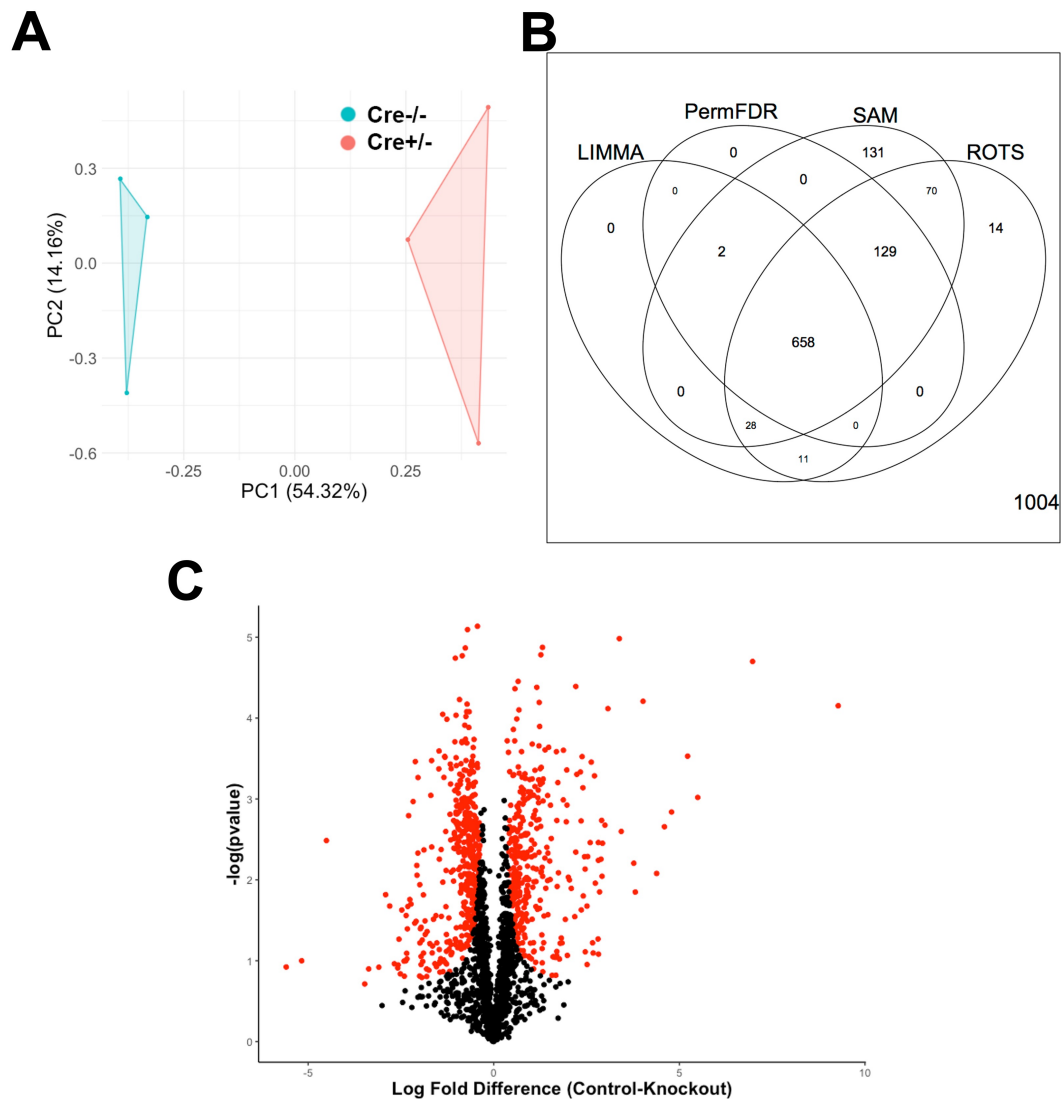 A
Cre-/-
Cre+/-
0.3
0.0
-0.3
-0.6
PC2 (14.16%)
-0.25
0.00
0.25
PC1 (54.32%)
B
PermFDR
SAM
LIMMA
ROTS
0
131
0
0
70
0
14
2
129
658
0
0
28
0
11
1004
C
5
4
3
2
1
0
-log(pvalue)
-5
0
5
10
Log Fold Difference (Control-Knockout)